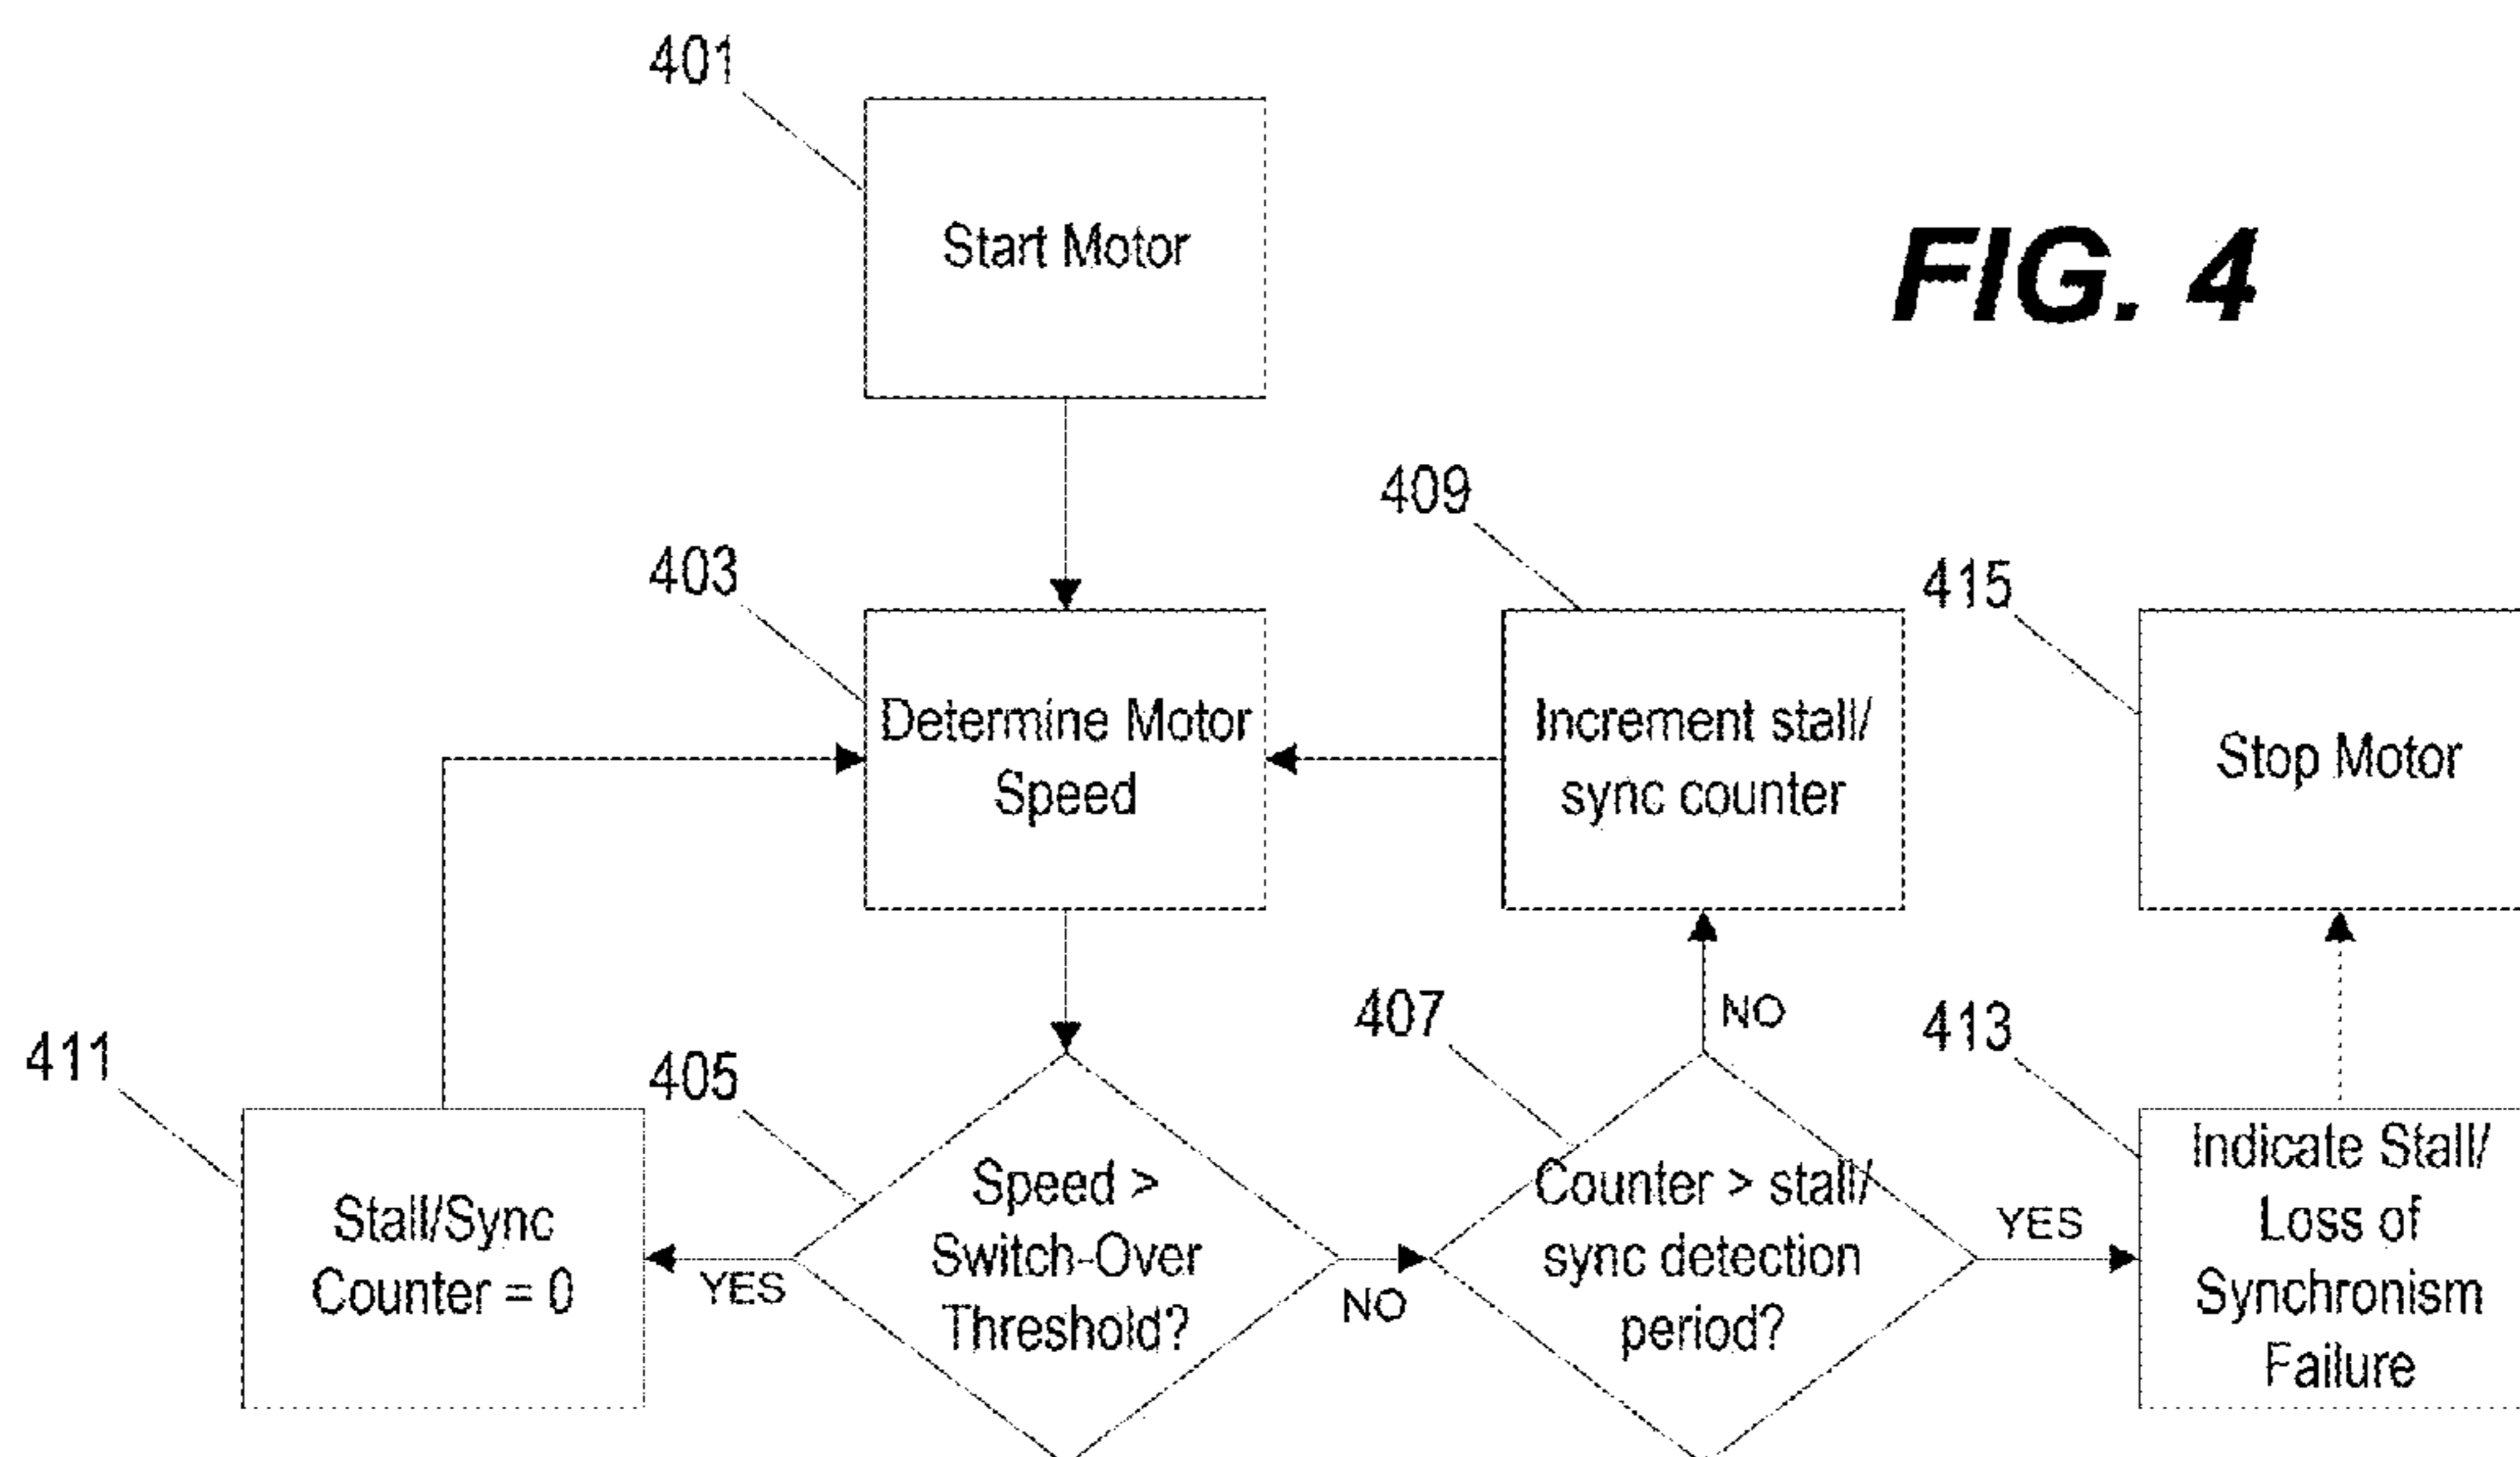 401
Start Motor
FIG. 4
409
403
415
Determine Motor
Speed
Increment stall/
sync counter
Stop Motor
407
NO
413
411
405
Stall/Sync
Counter = 0
YES
Speed >
Switch-Over
Threshold?
NO
Counter > stall/
sync detection
period?
YES
Indicate Stall/
Loss of
Synchronism
Failure